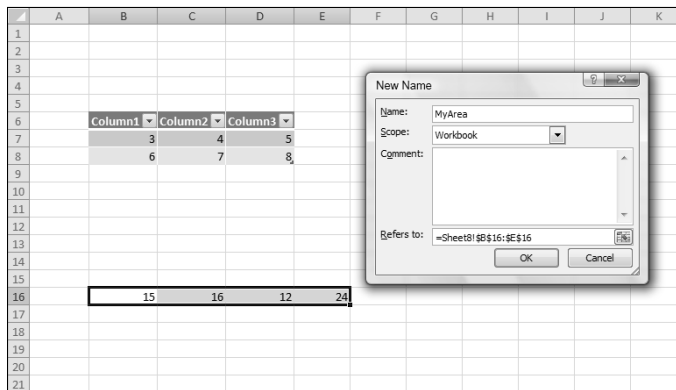 A B C D E F G H I J K
1
2
3
4
5
6 Column1 Column2 Column3
7 3 4 5
8 6 7 8
9
10
11
12
13
14
15
16 15 16 12 24
17
18
19
20
21
New Name
Name: MyArea
Scope: Workbook
Comment:
Refers to: =Sheet8!$B$16:$E$16
OK Cancel